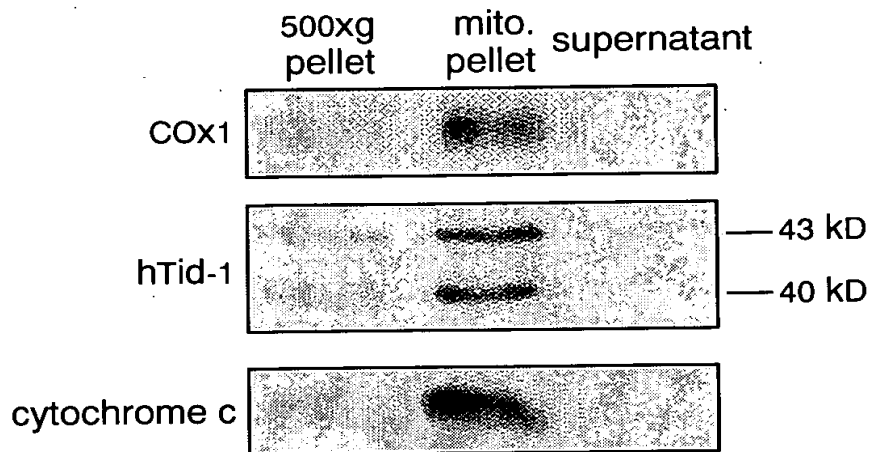 500xg pellet
mito. pellet
supernatant
COx1
hTid-1
43 kD
40 kD
cytochrome c